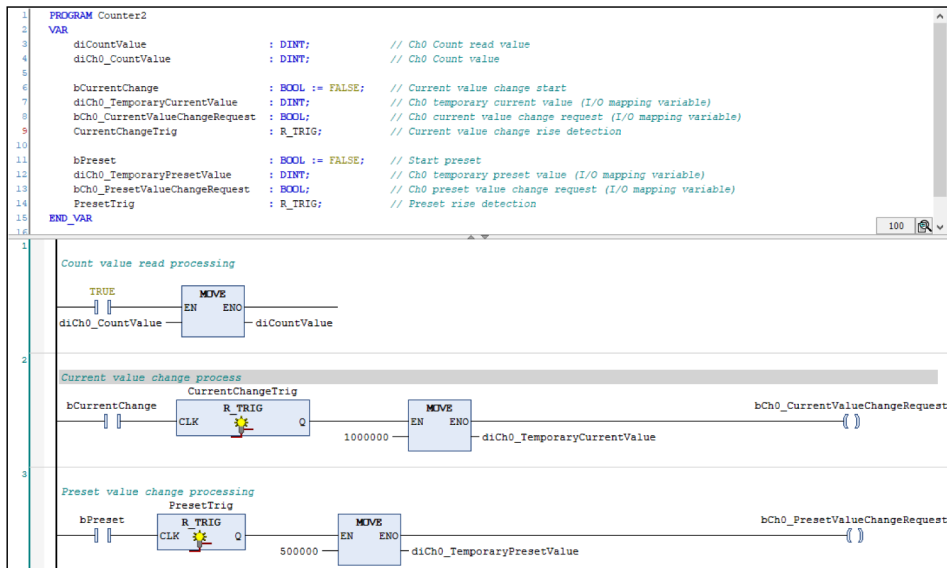 1 PROGRAM Counter2
2 VAR
3 diCountValue : DINT; // Ch0 Count read value
4 diCh0_CountValue : DINT; // Ch0 Count value
5
6 bCurrentChange : BOOL := FALSE; // Current value change start
7 diCh0_TemporaryCurrentValue : DINT; // Ch0 temporary current value (I/O mapping variable)
8 bCh0_CurrentValueChangeRequest : BOOL; // Ch0 current value change request (I/O mapping variable)
9 CurrentChangeTrig : R_TRIG; // Current value change rise detection
10
11 bPreset : BOOL := FALSE; // Start preset
12 diCh0_TemporaryPresetValue : DINT; // Ch0 temporary preset value (I/O mapping variable)
13 bCh0_PresetValueChangeRequest : BOOL; // Ch0 preset value change request (I/O mapping variable)
14 PresetTrig : R_TRIG; // Preset rise detection
15 END_VAR
16
100
1
Count value read processing
TRUE
MOVE
EN ENO
diCh0_CountValue diCountValue
2
Current value change process
CurrentChangeTrig
bCurrentChange R_TRIG MOVE bCh0_CurrentValueChangeRequest
CLK Q EN ENO
1000000 diCh0_TemporaryCurrentValue
3
Preset value change processing
PresetTrig
bPreset R_TRIG MOVE bCh0_PresetValueChangeRequest
CLK Q EN ENO
500000 diCh0_TemporaryPresetValue